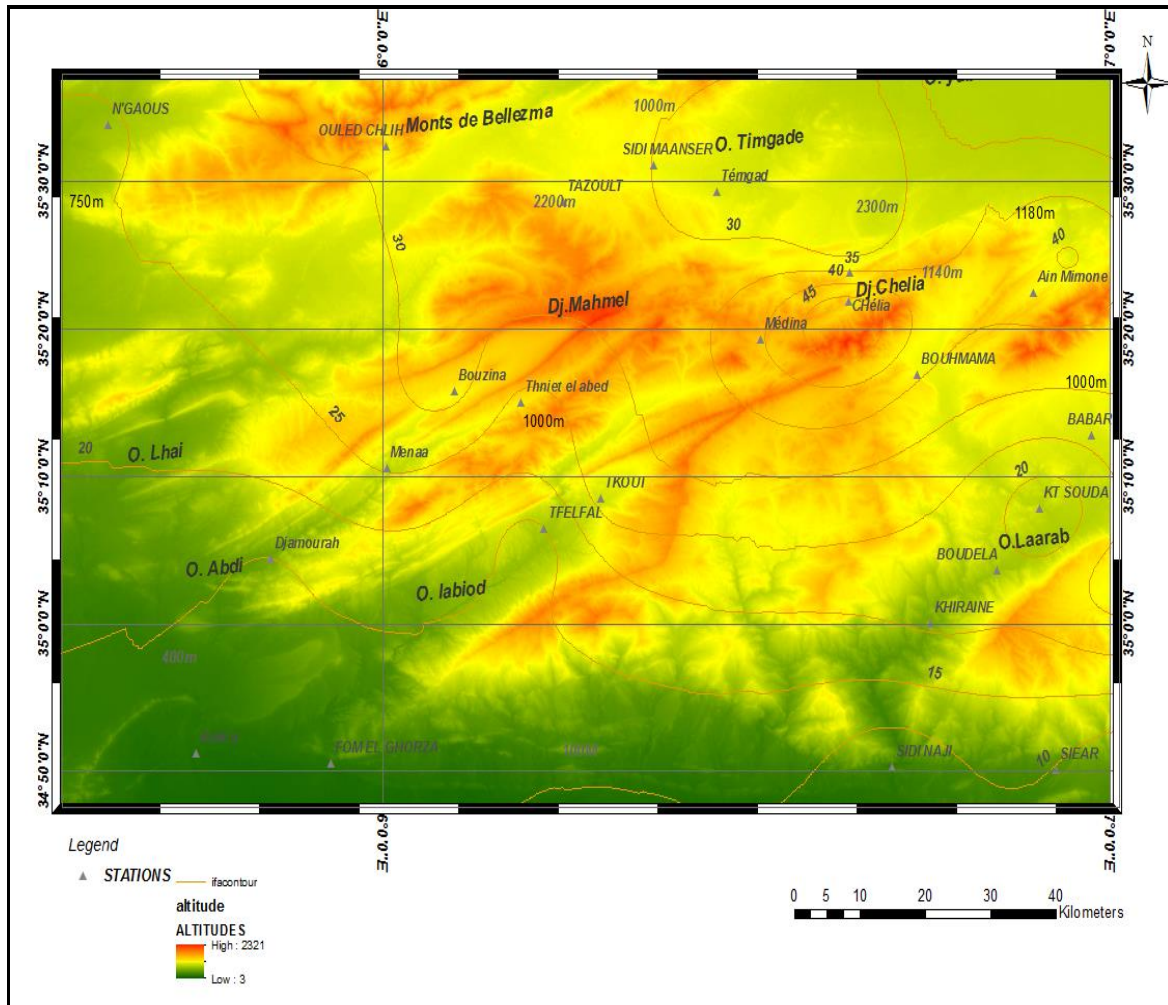 6°0'0"E
7°0'0"E
N
N'GAOUS
OULED CHLIH
Monts de Bellezma
1000m
SIDI MAANSER
O. Timgade
35°30'0"N
35°30'0"N
Témgad
TAZOULT
750m
2200m
2300m
1180m
30
30
40
35
40
1140m
Ain Mimone
45
Dj.Chelia
CHélia
Dj.Mahmel
35°20'0"N
35°20'0"N
Médina
BOUHMAMA
Bouzina
Thniet el abed
1000m
25
1000m
BABAR
20
O. Lhai
Menaa
20
35°10'0"N
35°10'0"N
TKOUT
KT SOUDA
TFELFAL
O.Laarab
Djamourah
BOUDELA
O. Abdi
O. labiod
KHIRAINE
35°0'0"N
35°0'0"N
400m
15
FOM EL GHORZA
SIDI NAJI
10
SIEAR
34°50'0"N
34°50'0"N
6°0'0"E
7°0'0"E
Legend
STATIONS
ifacontour
altitude
ALTITUDES
High : 2321
Low : 3
0 5 10 20 30 40
Kilometers